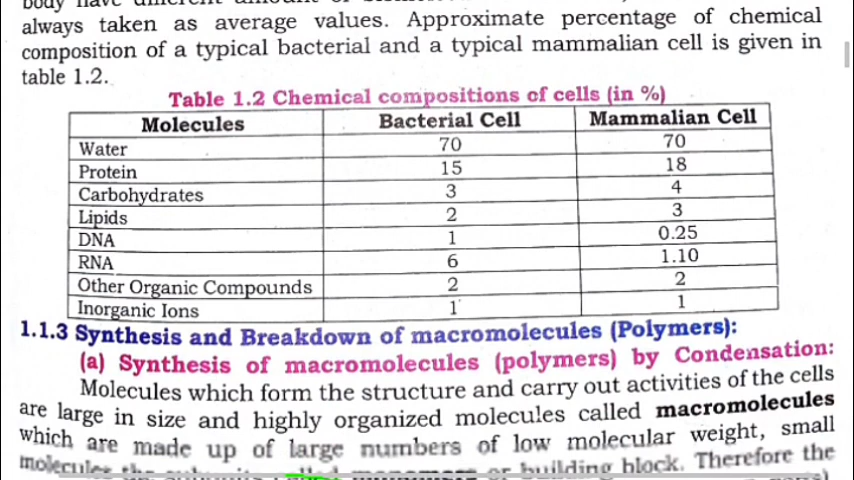 body have
always taken as average values. Approximate percentage of chemical
composition of a typical bacterial and a typical mammalian cell is given in
table 1.2.
Table 1.2 Chemical compositions of cells (in %)
Molecules Bacterial Cell Mammalian Cell
Water 70 70
Protein 15 18
Carbohydrates 3 4
Lipids 2 3
DNA 1 0.25
RNA 6 1.10
Other Organic Compounds 2 2
Inorganic Ions 1 1
1.1.3 Synthesis and Breakdown of macromolecules (Polymers):
(a) Synthesis of macromolecules (polymers) by Condensation:
Molecules which form the structure and carry out activities of the cells
are large in size and highly organized molecules called macromolecules
which are made up of large numbers of low molecular weight, small
molecules the or building block. Therefore the